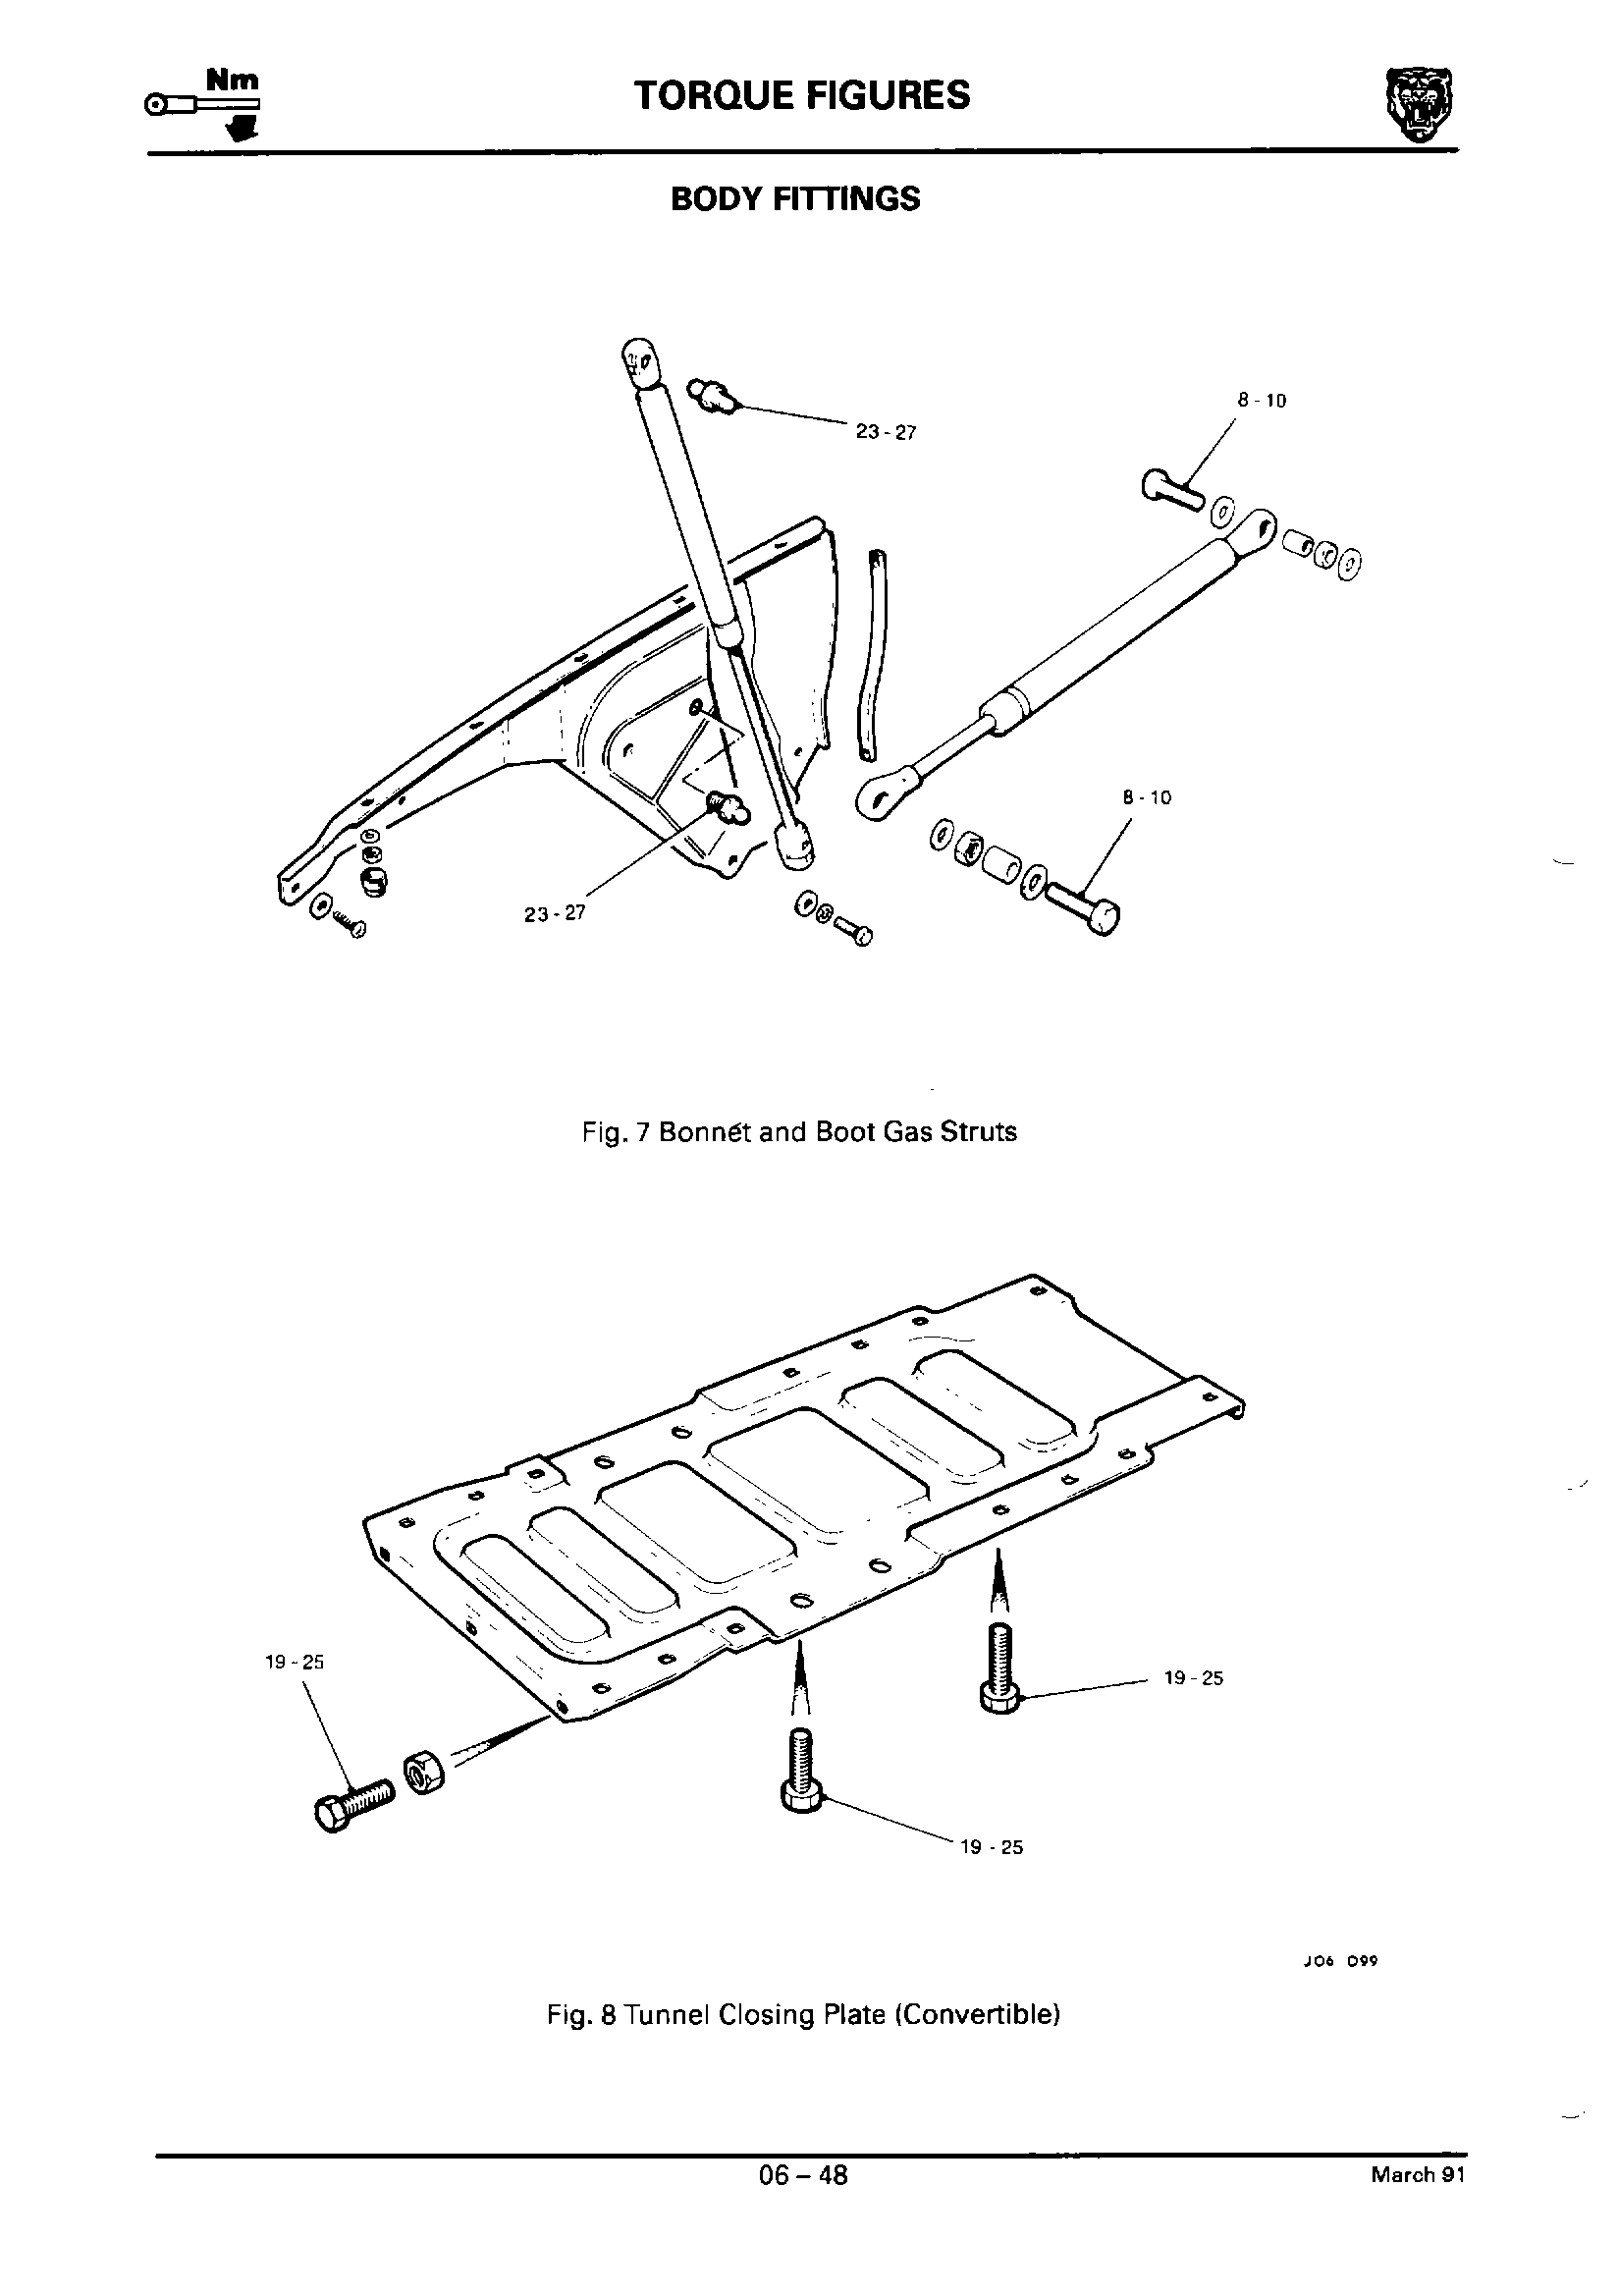 Nm
TORQUE FIGURES
BODY FITTINGS
23-27
8-10
8-10
23-27
Fig. 7 Bonnet and Boot Gas Struts
19-25
19-25
19 - 25
J06 099
Fig. 8 Tunnel Closing Plate (Convertible)
06 – 48
March 91